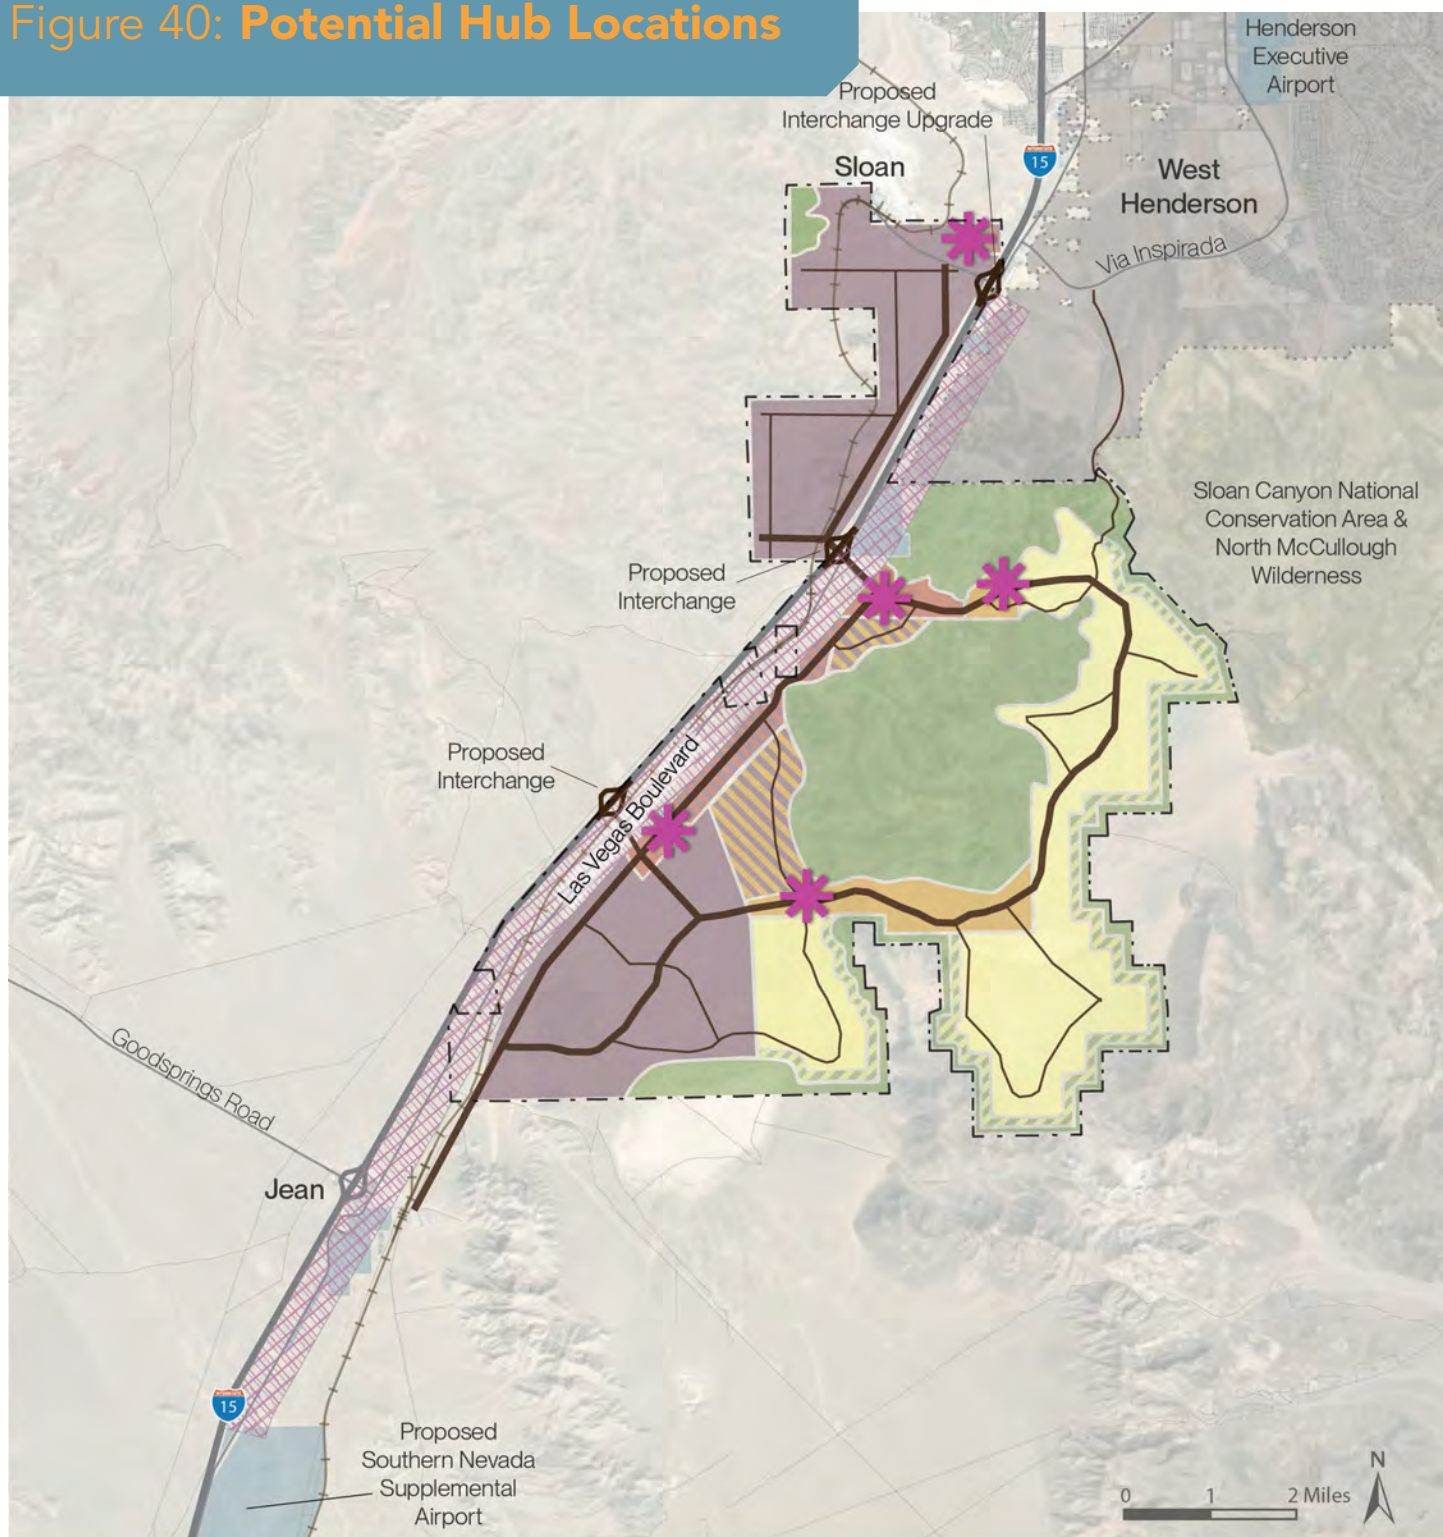 Figure 40: Potential Hub Locations
Henderson
Executive
Airport
Proposed
Interchange Upgrade
Sloan
INTERSTATE
15
West
Henderson
Via Inspirada
Sloan Canyon National
Conservation Area &
North McCullough
Wilderness
Proposed
Interchange
Proposed
Interchange
Las Vegas Boulevard
Goodsprings Road
Jean
INTERSTATE
15
Proposed
Southern Nevada
Supplemental
Airport
N
0 1 2 Miles